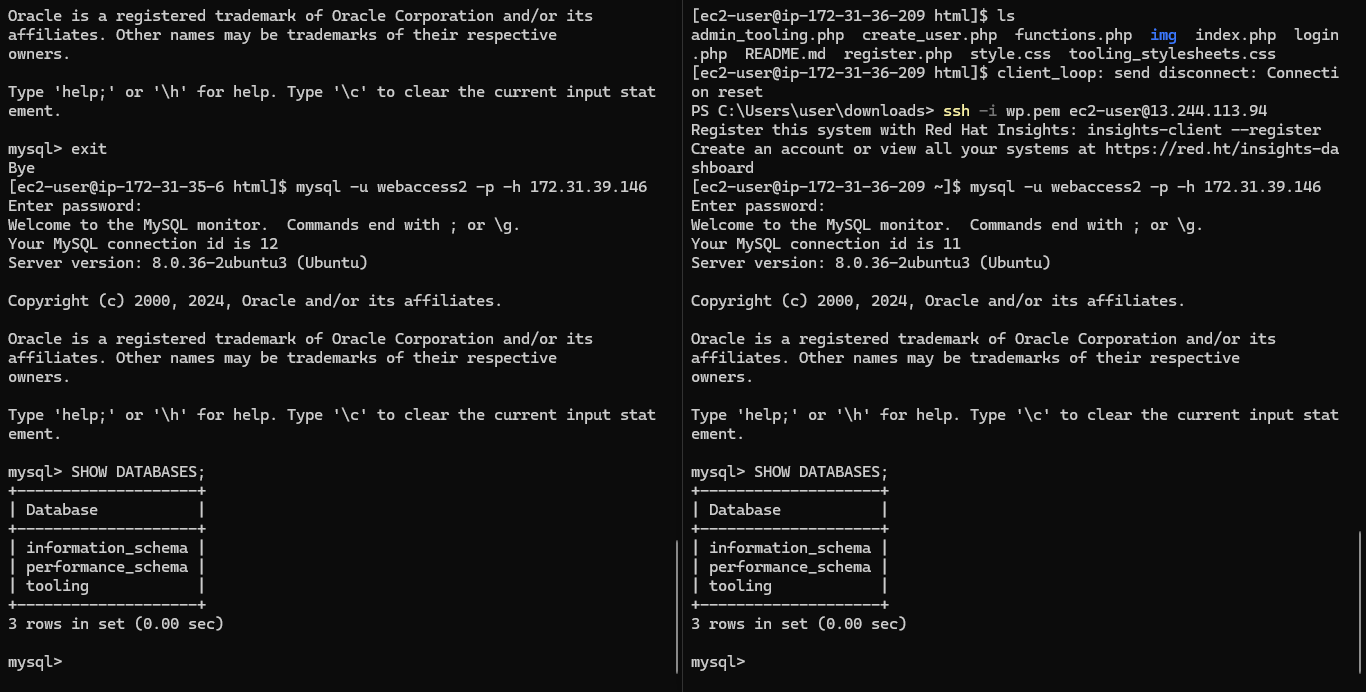 Oracle is a registered trademark of Oracle Corporation and/or its
affiliates. Other names may be trademarks of their respective
owners.
Type 'help;' or '\h' for help. Type '\c' to clear the current input stat
ement.
mysql> exit
Bye
[ec2-user@ip-172-31-35-6 html]$ mysql -u webaccess2 -p -h 172.31.39.146
Enter password:
Welcome to the MySQL monitor.  Commands end with ; or \g.
Your MySQL connection id is 12
Server version: 8.0.36-2ubuntu3 (Ubuntu)
Copyright (c) 2000, 2024, Oracle and/or its affiliates.
Oracle is a registered trademark of Oracle Corporation and/or its
affiliates. Other names may be trademarks of their respective
owners.
Type 'help;' or '\h' for help. Type '\c' to clear the current input stat
ement.
mysql> SHOW DATABASES;
+--------------------+
| Database           |
+--------------------+
| information_schema |
| performance_schema |
| tooling            |
+--------------------+
3 rows in set (0.00 sec)
mysql>
[ec2-user@ip-172-31-36-209 html]$ ls
admin_tooling.php  create_user.php  functions.php  img  index.php  login
.php  README.md  register.php  style.css  tooling_stylesheets.css
[ec2-user@ip-172-31-36-209 html]$ client_loop: send disconnect: Connecti
on reset
PS C:\Users\user\downloads> ssh -i wp.pem ec2-user@13.244.113.94
Register this system with Red Hat Insights: insights-client --register
Create an account or view all your systems at https://red.ht/insights-da
shboard
[ec2-user@ip-172-31-36-209 ~]$ mysql -u webaccess2 -p -h 172.31.39.146
Enter password:
Welcome to the MySQL monitor.  Commands end with ; or \g.
Your MySQL connection id is 11
Server version: 8.0.36-2ubuntu3 (Ubuntu)
Copyright (c) 2000, 2024, Oracle and/or its affiliates.
Oracle is a registered trademark of Oracle Corporation and/or its
affiliates. Other names may be trademarks of their respective
owners.
Type 'help;' or '\h' for help. Type '\c' to clear the current input stat
ement.
mysql> SHOW DATABASES;
+--------------------+
| Database           |
+--------------------+
| information_schema |
| performance_schema |
| tooling            |
+--------------------+
3 rows in set (0.00 sec)
mysql>